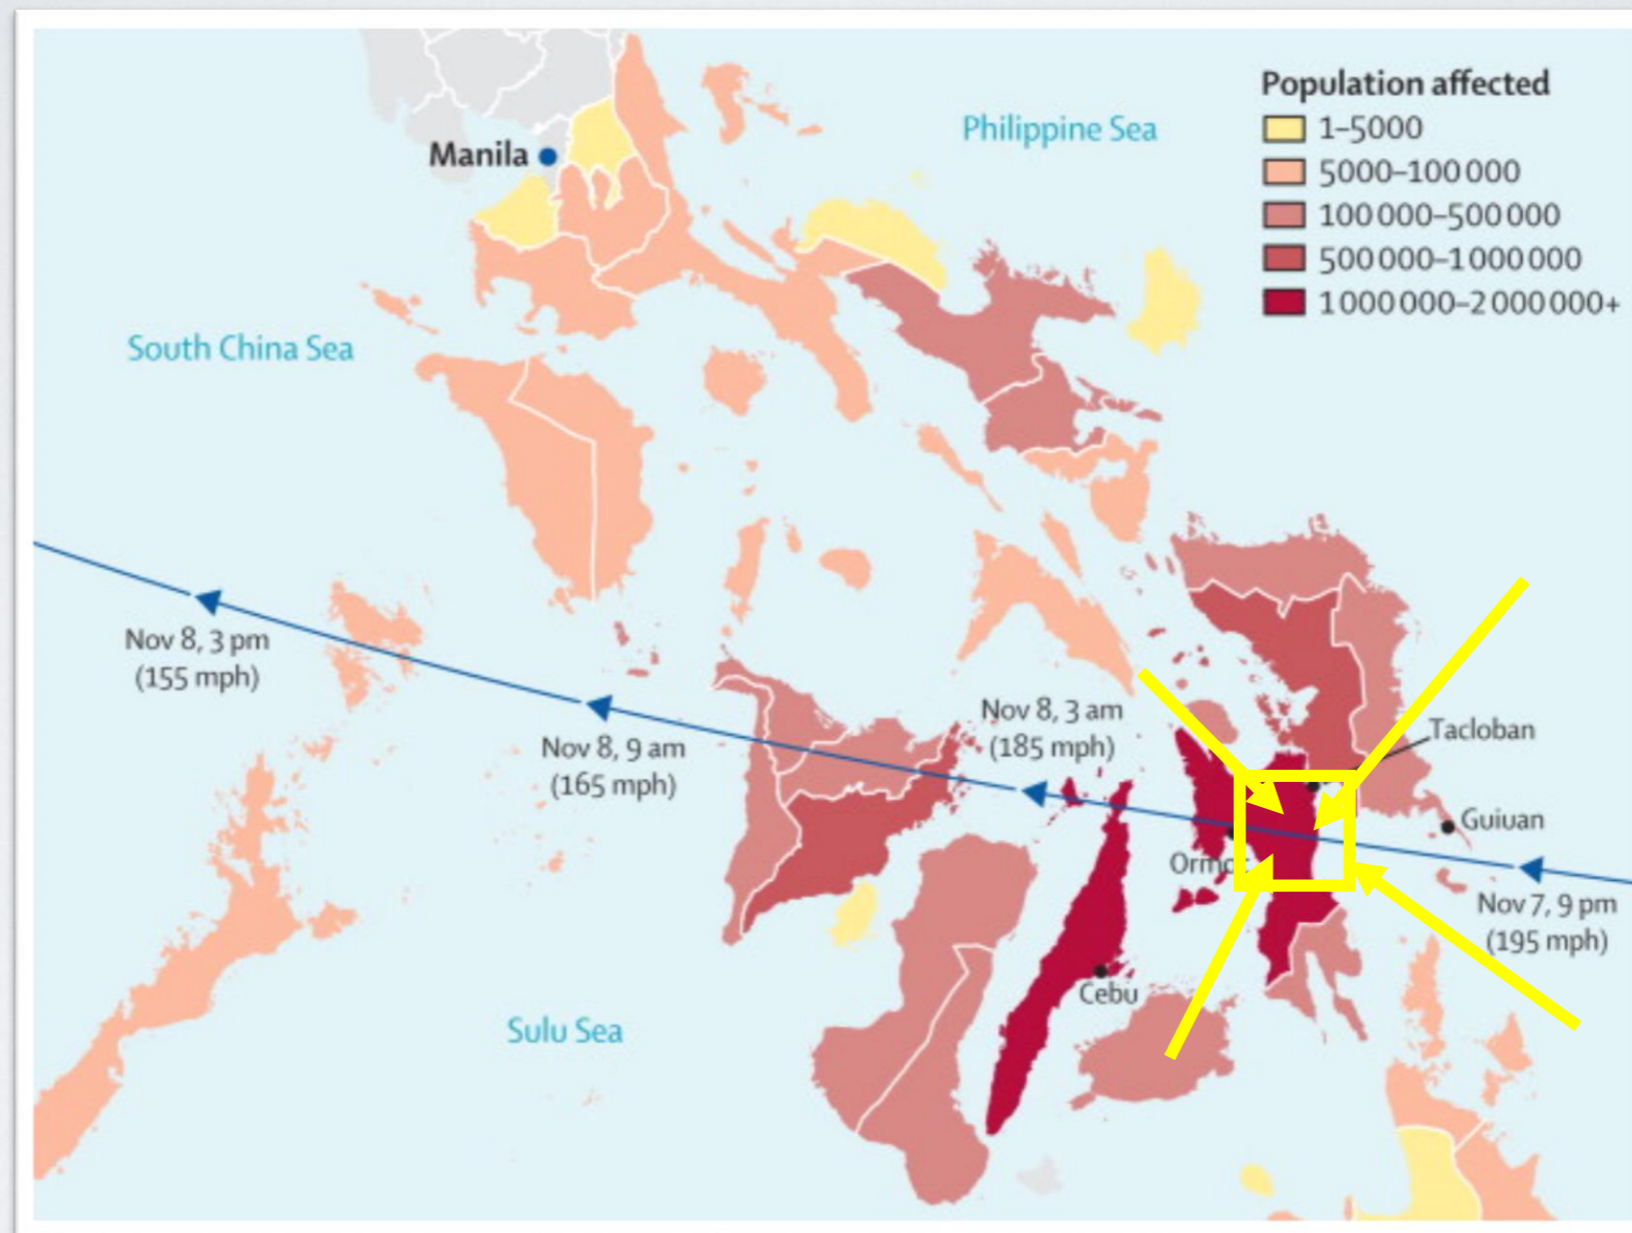 Population affected
1–5000
5000–100 000
100 000–500 000
500 000–1 000 000
1 000 000–2 000 000+
Philippine Sea
Manila
South China Sea
Nov 8, 3 pm
(155 mph)
Nov 8, 9 am
(165 mph)
Nov 8, 3 am
(185 mph)
Tacloban
Guiuan
Nov 7, 9 pm
(195 mph)
Cebu
Sulu Sea